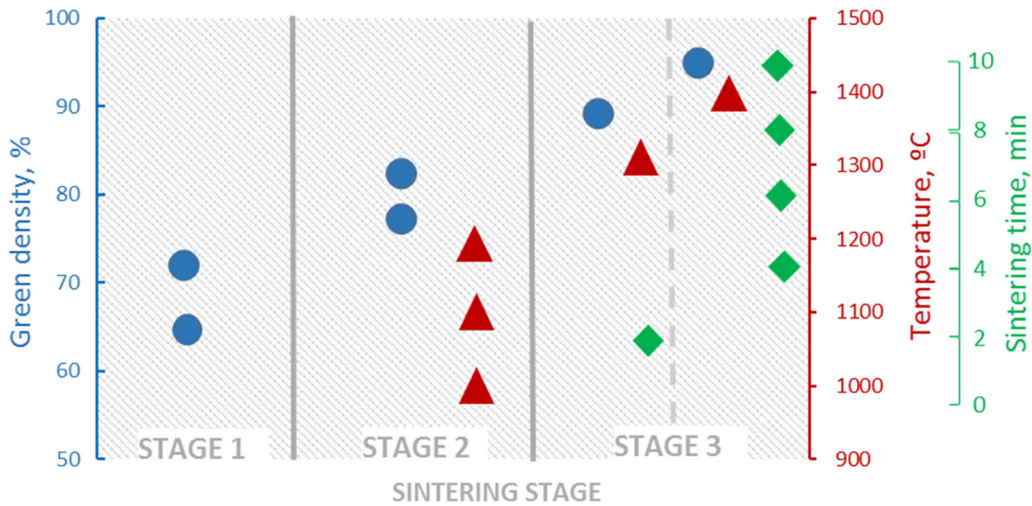 Green density, %
100
90
80
70
60
50
STAGE 1
STAGE 2
STAGE 3
SINTERING STAGE
1500
1400
1300
1200
1100
1000
900
Temperature, ºC
10
8
6
4
2
0
Sintering time, min